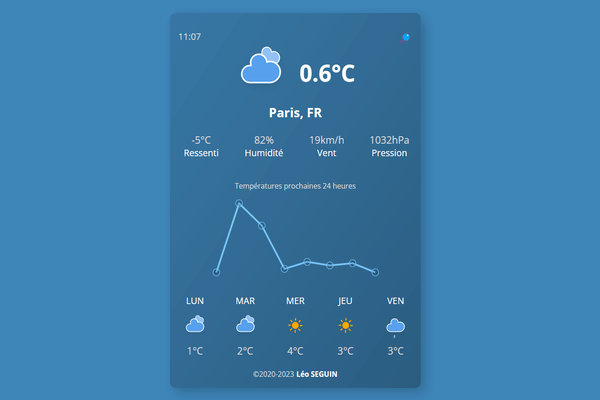 11:07
0.6°C
Paris, FR
-5°C 82% 19km/h 1032hPa
Ressenti Humidité Vent Pression
Températures prochaines 24 heures
LUN MAR MER JEU VEN
1°C 2°C 4°C 3°C 3°C
©2020-2023 Léo SEGUIN